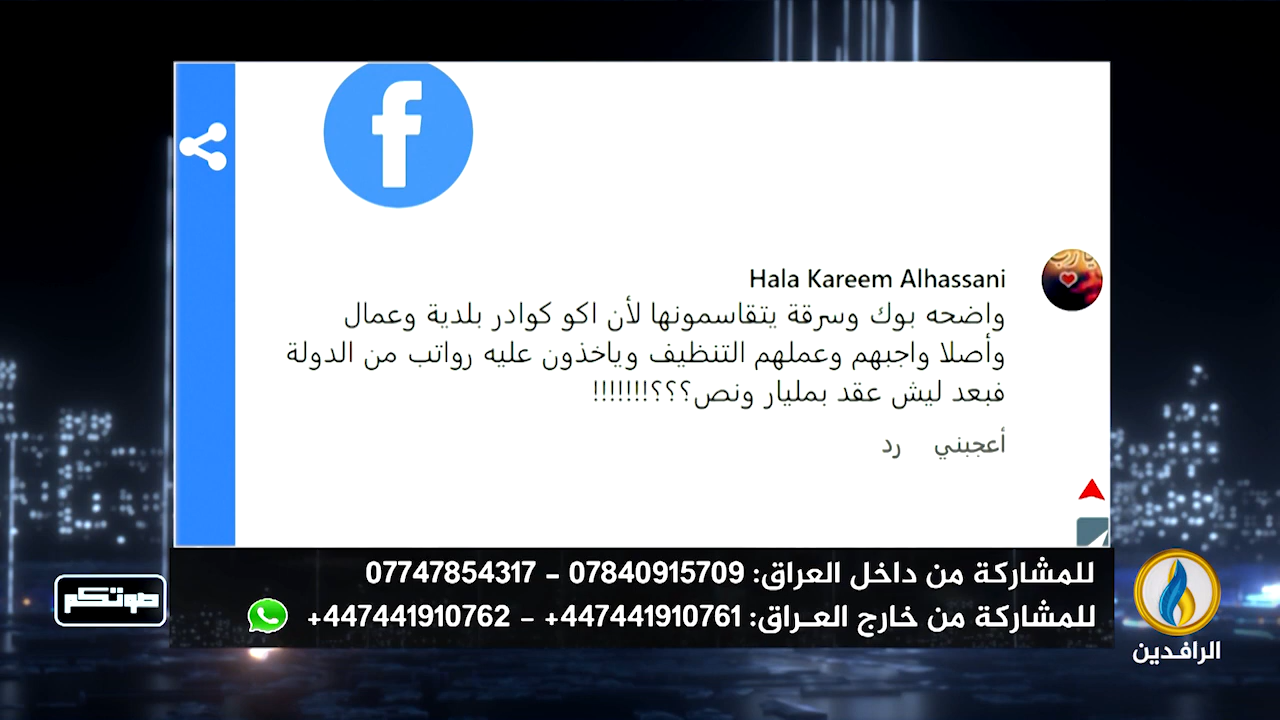 Hala Kareem Alhassani
واضحه بوك وسرقة يتقاسمونها لأن اكو كوادر بلدية وعمال
وأصلا واجبهم وعملهم التنظيف وياخذون عليه رواتب من الدولة
فبعد ليش عقد بمليار ونص؟؟؟!!!!!!!
أعجبني رد
للمشاركة من داخل العراق: 07840915709 - 07747854317
للمشاركة من خارج العـراق: 447441910761+ - 447441910762+
صوتكم
الرافدين